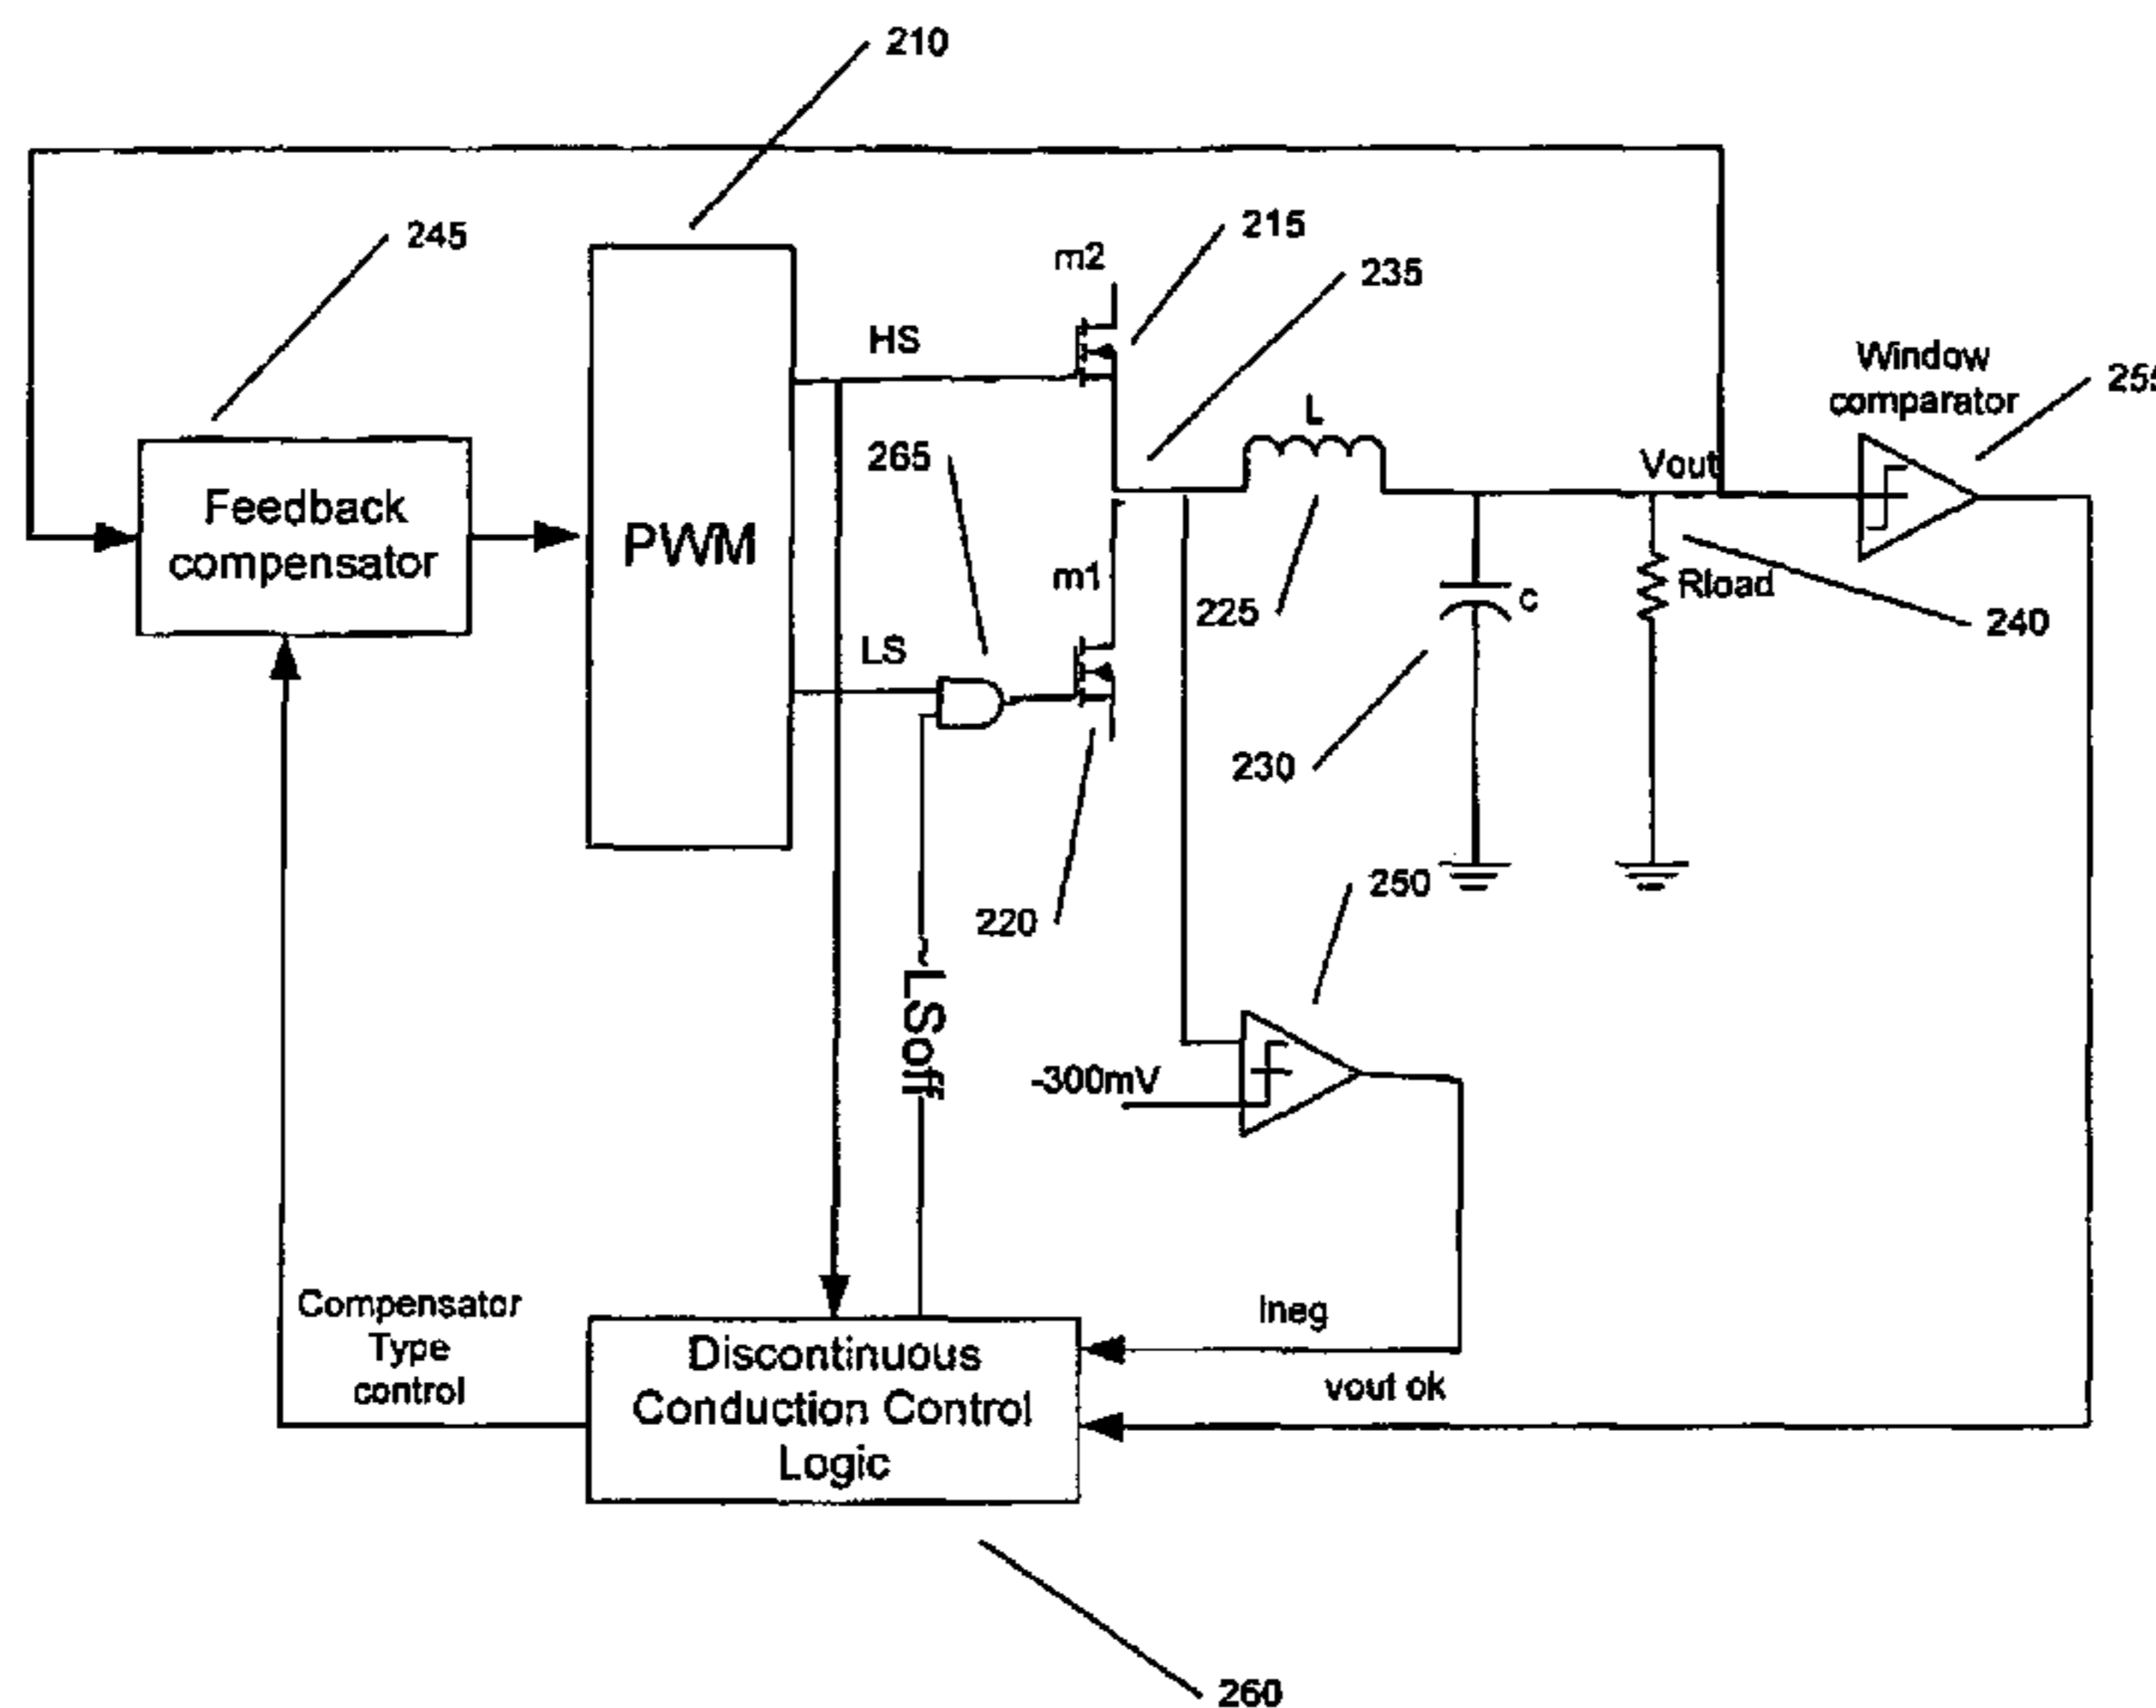 210
245
215
m2
235
HS
Window
comparator
255
L
265
Vout
Feedback
compensator
PWM
m1
Rload
c
225
240
LS
230
250
220
~LSoff
-300mV
Compensator
Type
control
Ineg
Discontinuous
Conduction Control
Logic
vout ok
260